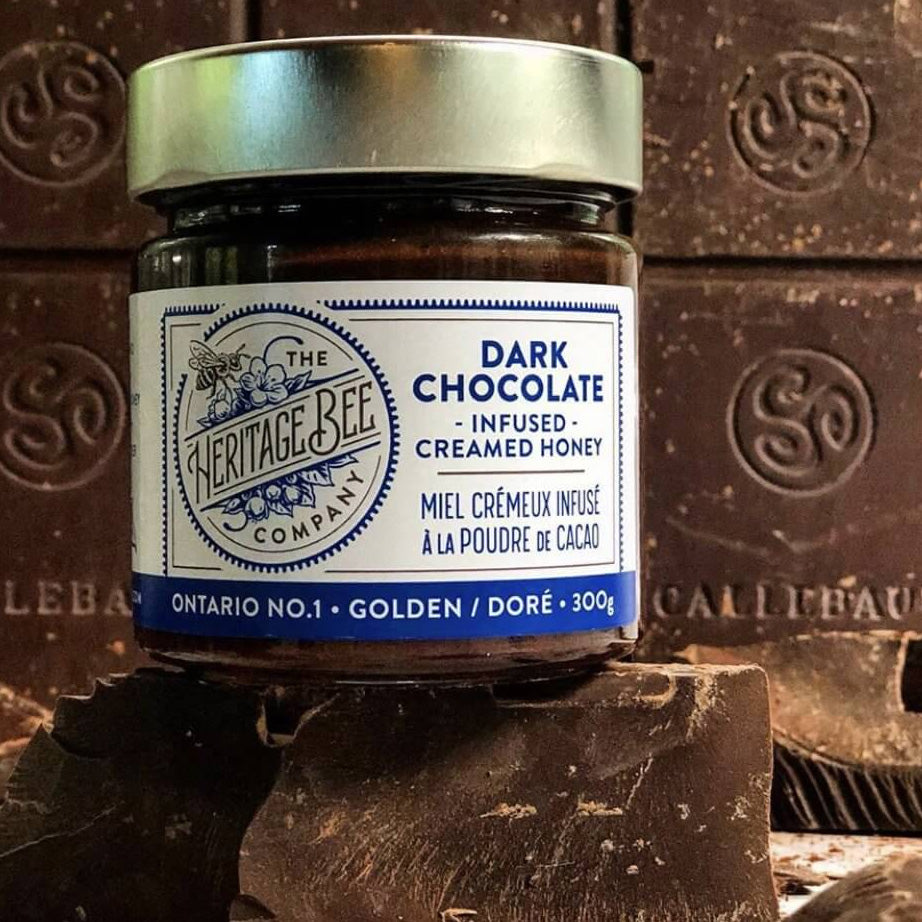 THE
HERITAGE BEE
COMPANY
DARK
CHOCOLATE
- INFUSED -
CREAMED HONEY
MIEL CRÉMEUX INFUSÉ
À LA POUDRE DE CACAO
ONTARIO NO.1 • GOLDEN / DORÉ • 300g
LEBA
CALLEBAU